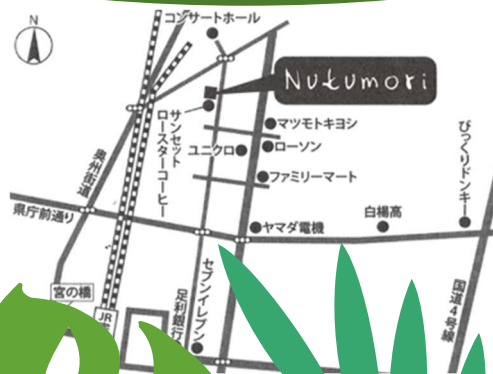 N
コンサートホール
Nutumori
サンセット
ロースターコーヒー
マツモトキヨシ
ユニクロ
ローソン
ファミリーマート
びっくりドンキー
奥州街道
県庁前通り
白楊高
ヤマダ電機
セブンイレブン
足利銀行
国道4号線
宮の橋
JR